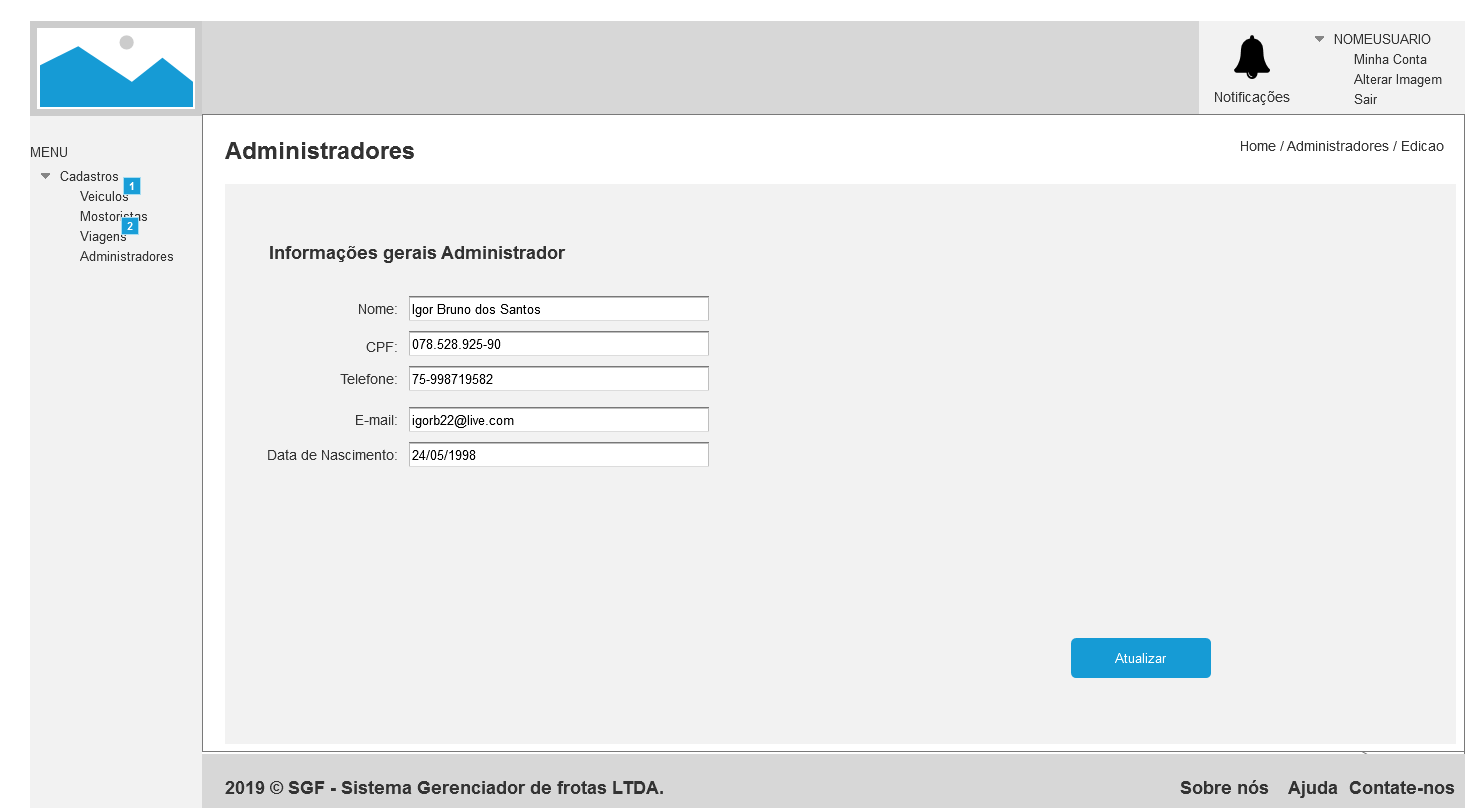 Notificações
NOMEUSUARIO
Minha Conta
Alterar Imagem
Sair
MENU
Cadastros
1
Veiculos
Mostoristas
2
Viagens
Administradores
Administradores
Home / Administradores / Edicao
Informações gerais Administrador
Nome: Igor Bruno dos Santos
CPF: 078.528.925-90
Telefone: 75-998719582
E-mail: igorb22@live.com
Data de Nascimento: 24/05/1998
Atualizar
2019 © SGF - Sistema Gerenciador de frotas LTDA.
Sobre nós Ajuda Contate-nos